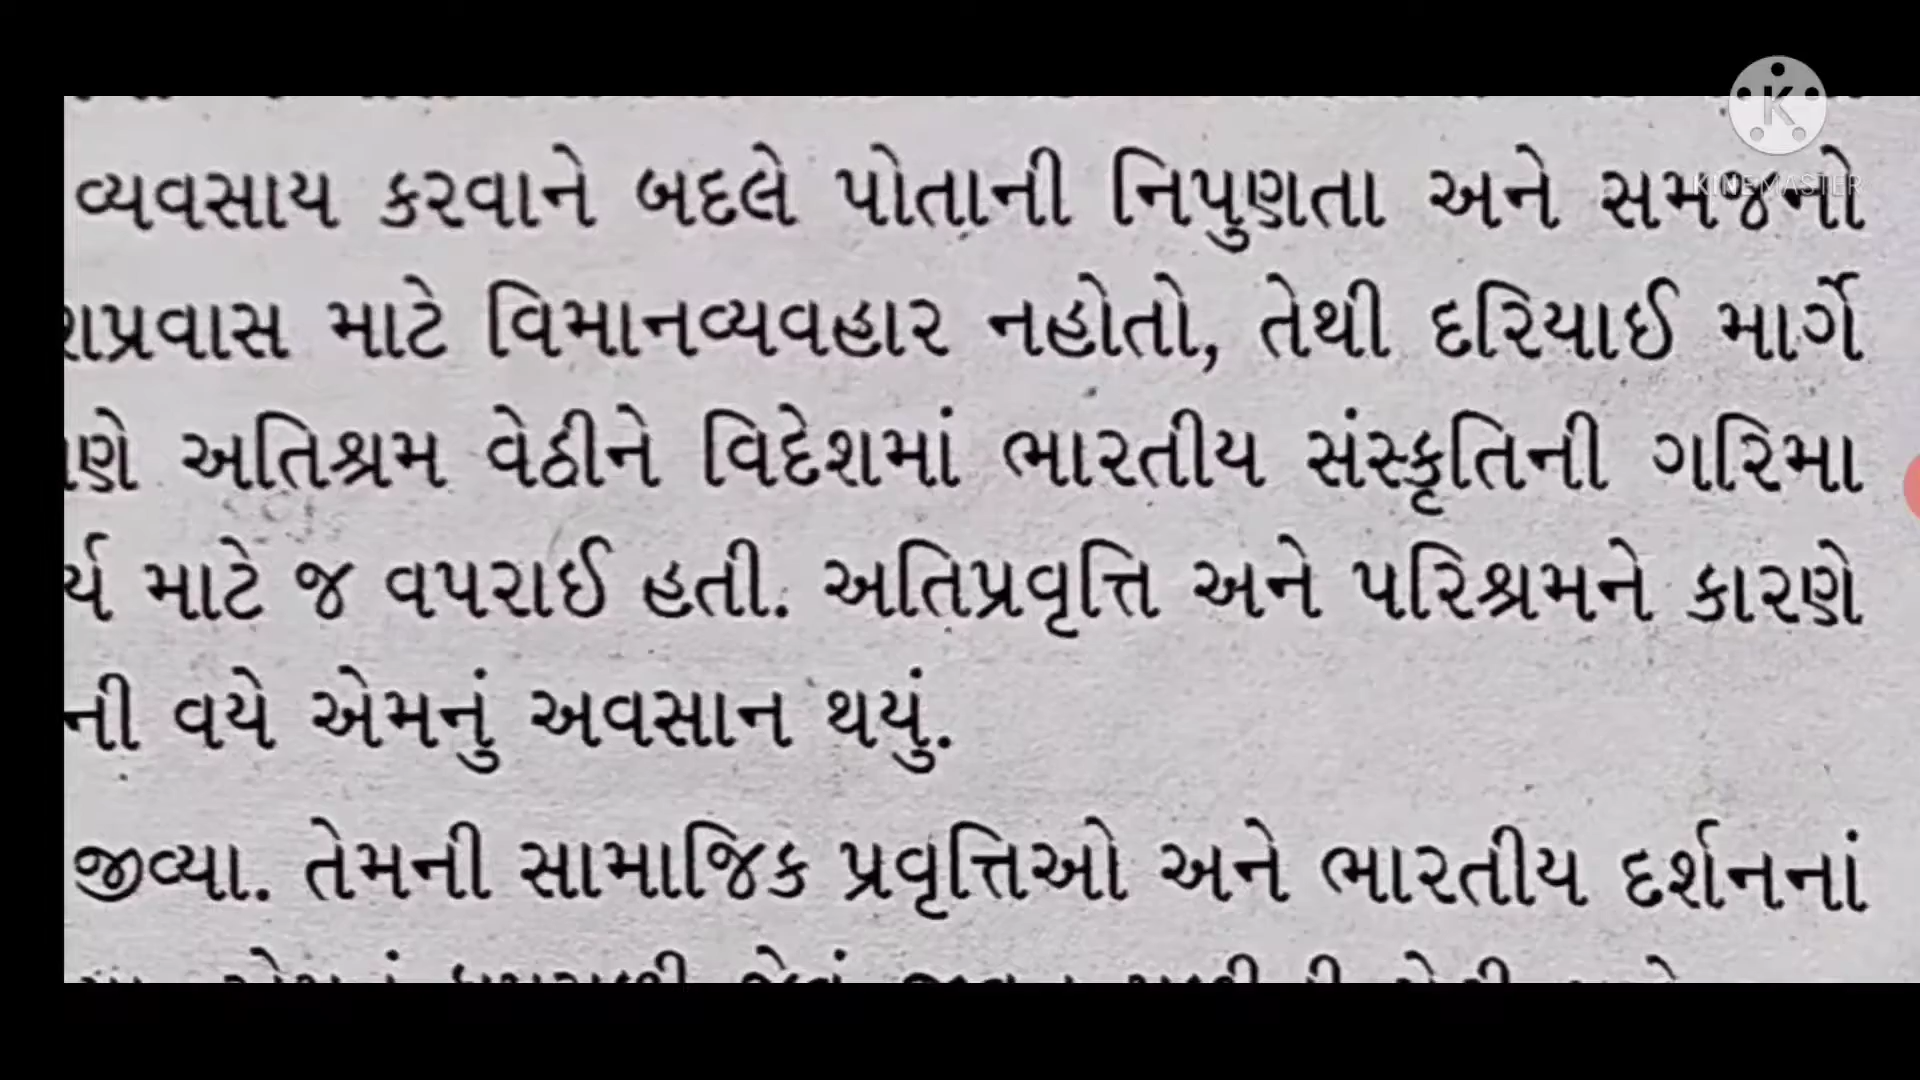 KINEMASTER
વ્યવસાય કરવાને બદલે પોતાની નિપુણતા અને સમજનો
પ્રવાસ માટે વિમાનવ્યવહાર નહોતો, તેથી દરિયાઈ માર્ગે
અતિશ્રમ વેઠીને વિદેશમાં ભારતીય સંસ્કૃતિની ગરિમા
માટે જ વપરાઈ હતી. અતિપ્રવૃત્તિ અને પરિશ્રમને કારણે
ની વયે એમનું અવસાન થયું.
જીવ્યા. તેમની સામાજિક પ્રવૃત્તિઓ અને ભારતીય દર્શનનાં